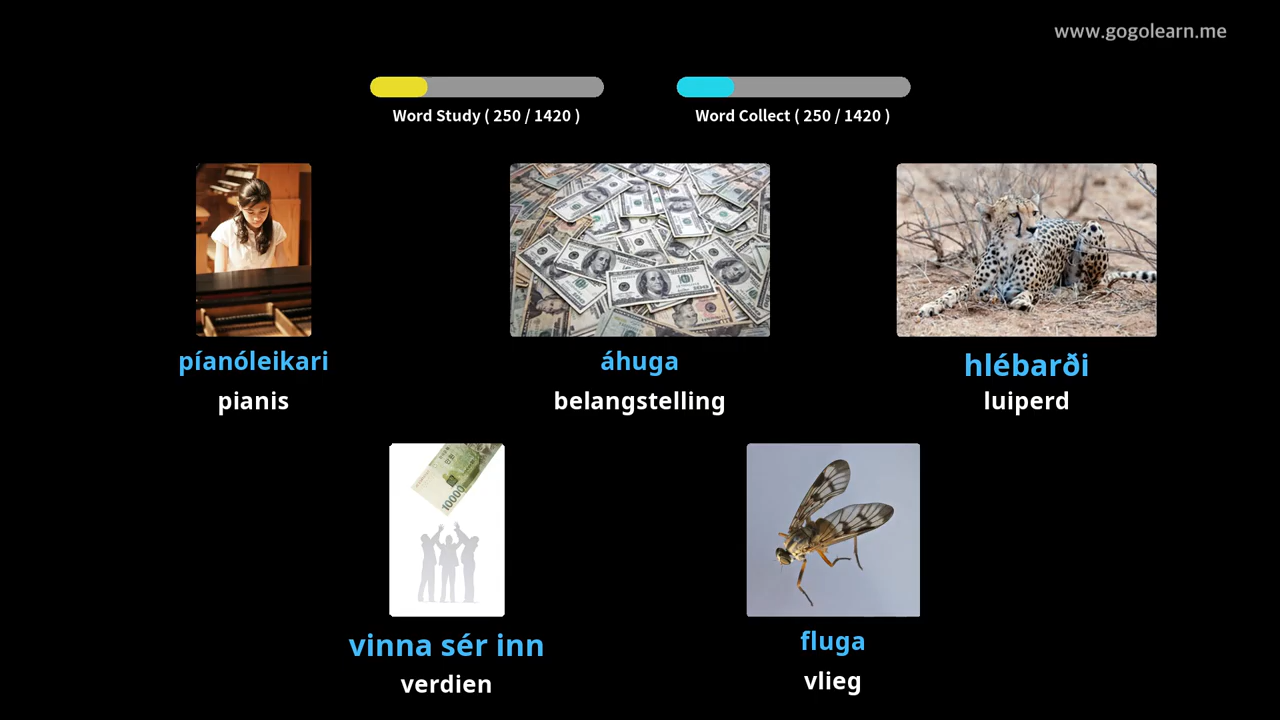 www.gogolearn.me
Word Study ( 250 / 1420 )
Word Collect ( 250 / 1420 )
píanóleikari
pianis
áhuga
belangstelling
hlébarði
luiperd
10000
vinna sér inn
verdien
fluga
vlieg